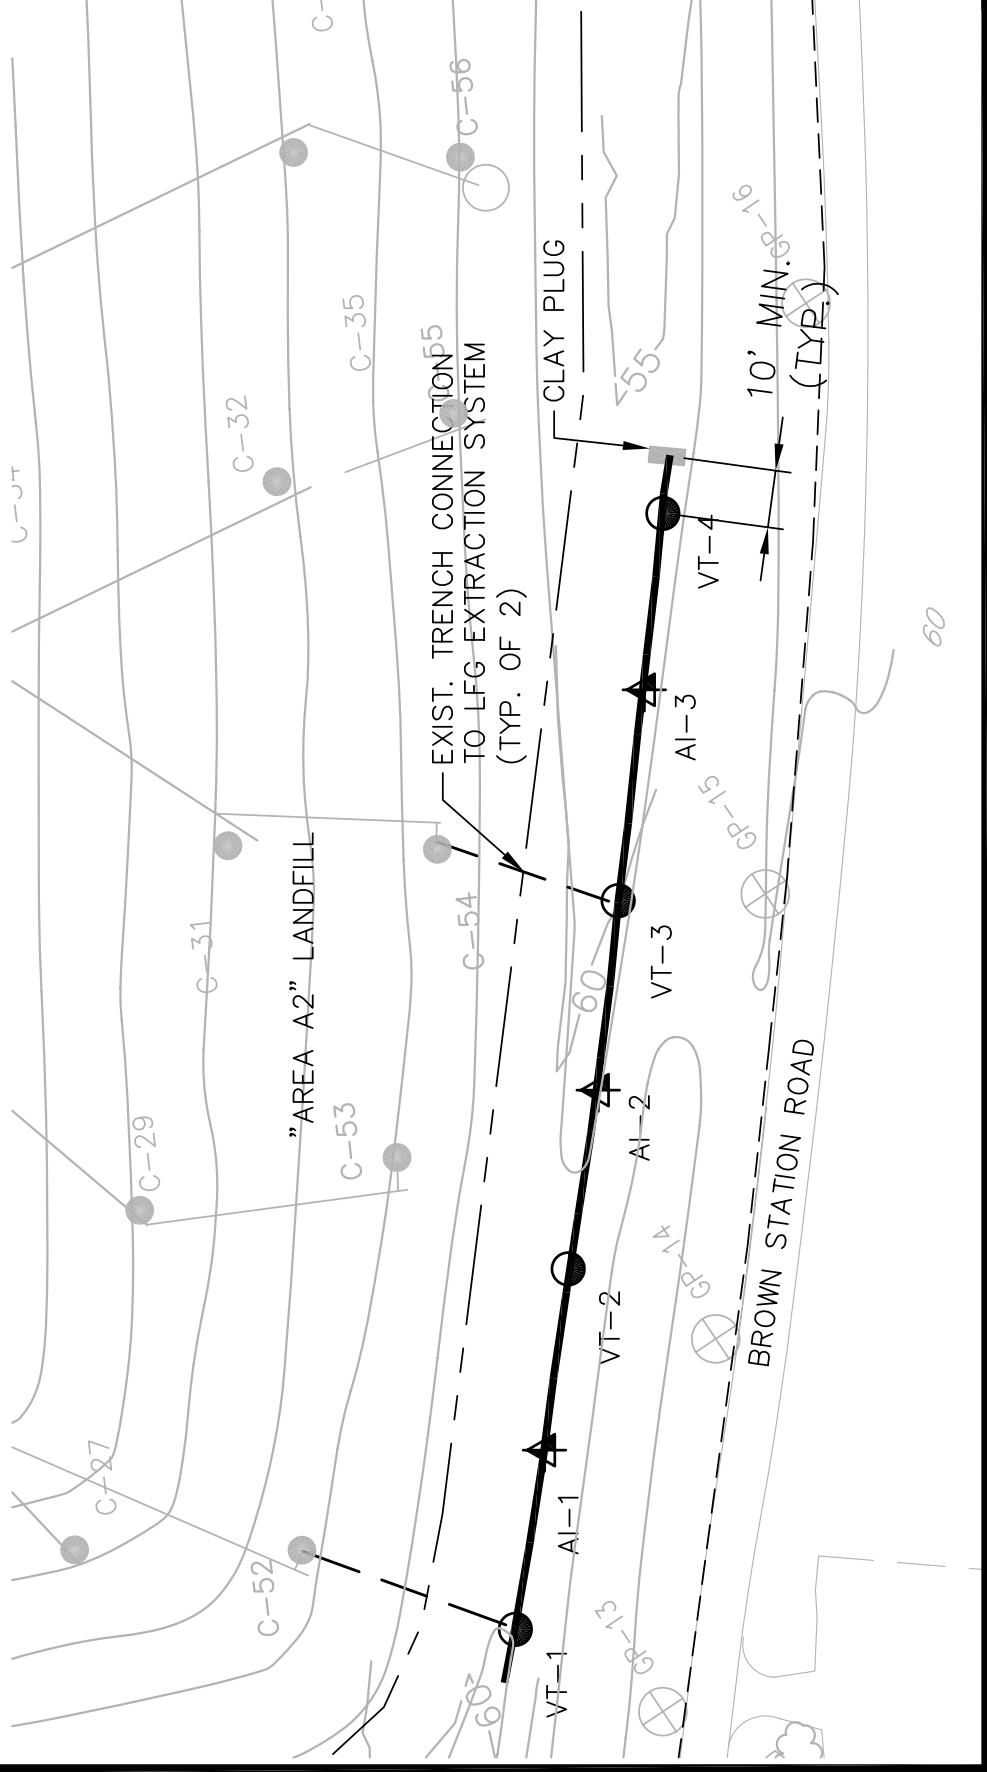 C-56
C-35
C-32
EXIST. TRENCH CONNECTION
TO LFG EXTRACTION SYSTEM
(TYP. OF 2)
CLAY PLUG
55
10' MIN.
(TYP.)
GP-16
VT-4
60
AI-3
GP-15
C-54
VT-3
60
C-31
"AREA A2" LANDFILL
C-29
C-53
AI-2
BROWN STATION ROAD
GP-14
VT-2
C-27
AI-1
C-52
GP-13
VT-1
60